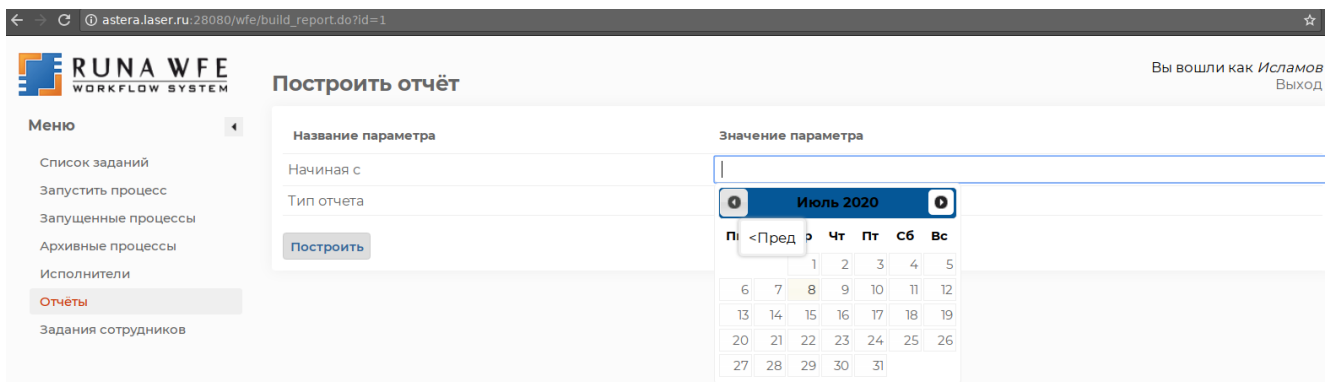 astera.laser.ru:28080/wfe/build_report.do?id=1
RUNA WFE
WORKFLOW SYSTEM
Построить отчёт
Вы вошли как Исламов
Выход
Меню
Список заданий
Запустить процесс
Запущенные процессы
Архивные процессы
Исполнители
Отчёты
Задания сотрудников
Название параметра Значение параметра
Начиная с
Тип отчета
Построить
Июль 2020
<Пред
Чт Пт Сб Вс
1 2 3 4 5
6 7 8 9 10 11 12
13 14 15 16 17 18 19
20 21 22 23 24 25 26
27 28 29 30 31